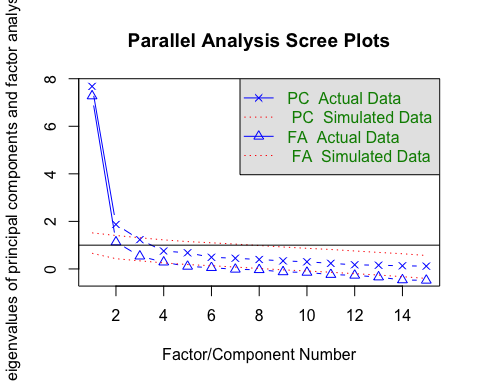 Parallel Analysis Scree Plots
eigenvalues of principal components and factor analys
8
6
4
2
0
PC Actual Data
PC Simulated Data
FA Actual Data
FA Simulated Data
2 4 6 8 10 12 14
Factor/Component Number